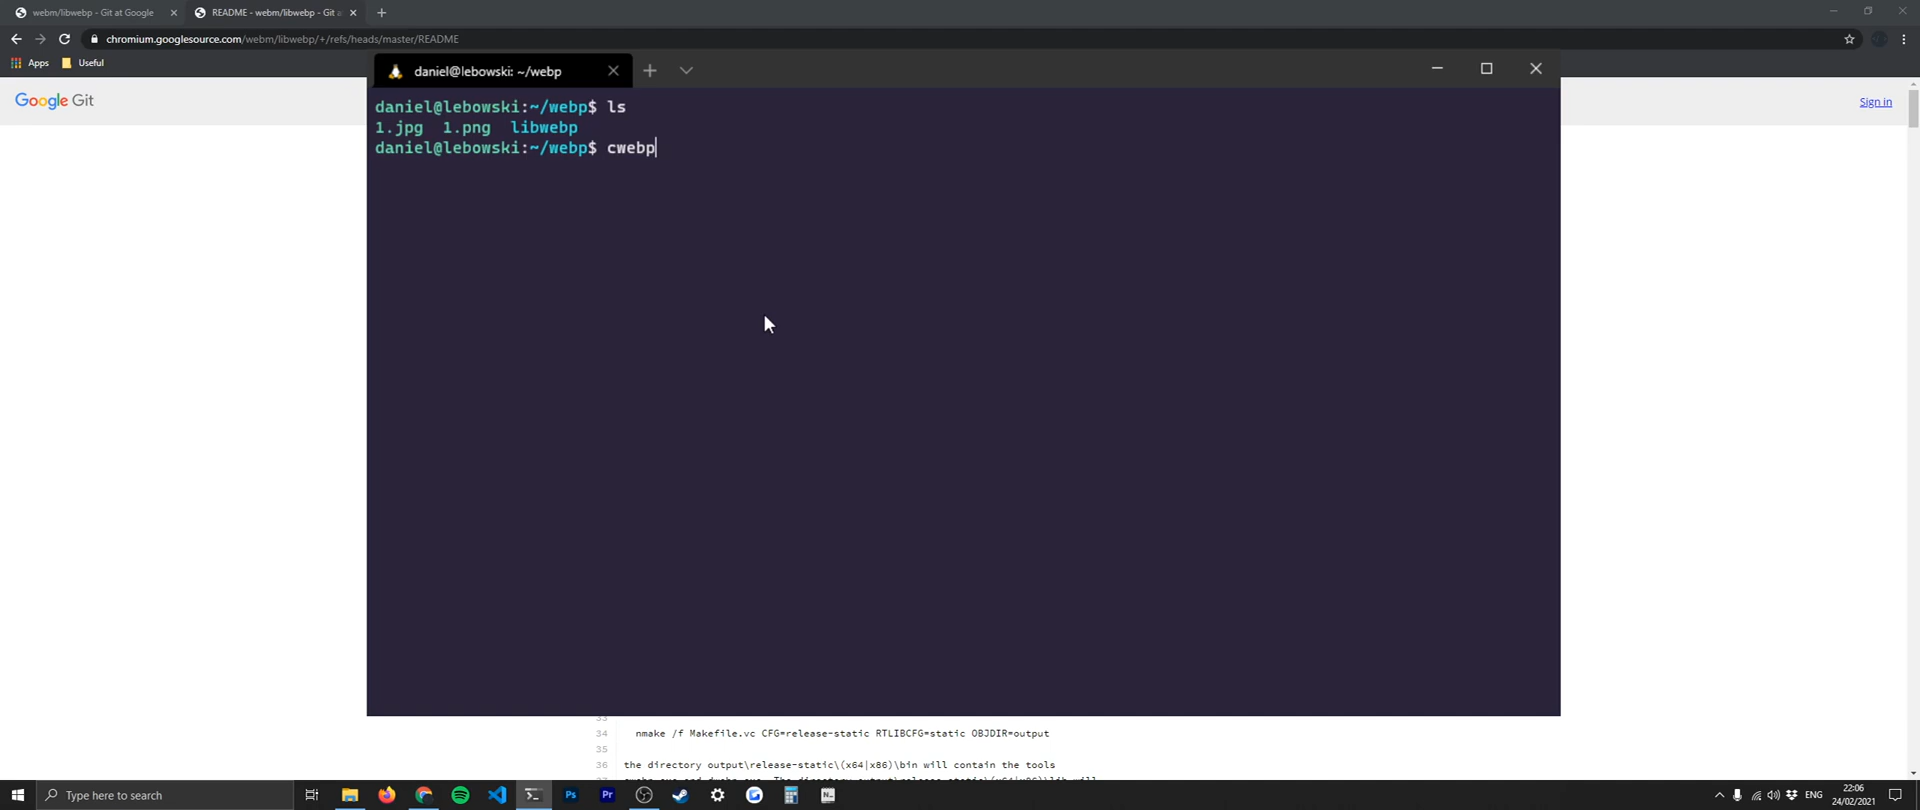 webm/libwebp - Git at Google
README - webm/libwebp - Git a
chromium.googlesource.com/webm/libwebp/+/refs/heads/master/README
Apps
Useful
daniel@lebowski: ~/webp
Google Git
Sign in
daniel@lebowski:~/webp$ ls
1.jpg 1.png libwebp
daniel@lebowski:~/webp$ cwebp
33
34 nmake /f Makefile.vc CFG=release-static RTLIBCFG=static OBJDIR=output
35
36 the directory output\release-static\(x64|x86)\bin will contain the tools
Type here to search
Ps
Pr
ENG
22:06
24/02/2021